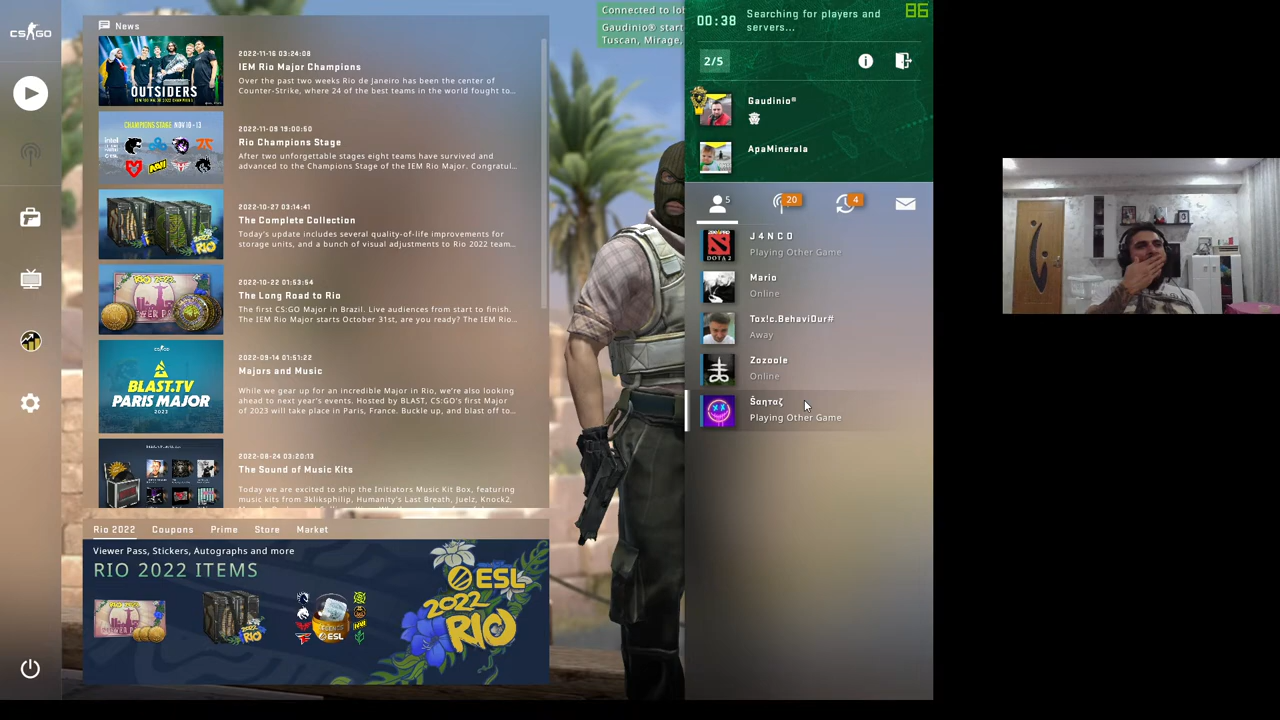 CS:GO
News
OUTSIDERS
2022-11-16 03:24:08
IEM Rio Major Champions
Over the past two weeks Rio de Janeiro has been the center of
Counter-Strike, where 24 of the best teams in the world fought to...
CHAMPIONS STAGE NOV 10 - 13
intel
NAVI
2022-11-09 19:00:50
Rio Champions Stage
After two unforgettable stages eight teams have survived and
advanced to the Champions Stage of the IEM Rio Major. Congratul...
RIO
2022-10-27 03:14:41
The Complete Collection
Today's update includes several quality-of-life improvements for
storage units, and a bunch of visual adjustments to Rio 2022 team...
RIO 2022
2022-10-22 01:53:54
The Long Road to Rio
The first CS:GO Major in Brazil. Live audiences from start to finish.
The IEM Rio Major starts October 31st, are you ready? The IEM Rio...
CS:GO
BLAST.TV
PARIS MAJOR
2023
2022-09-14 01:51:22
Majors and Music
While we gear up for an incredible Major in Rio, we're also looking
ahead to next year's events. Hosted by BLAST, CS:GO's first Major
of 2023 will take place in Paris, France. Buckle up, and blast off to...
2022-08-24 03:20:13
The Sound of Music Kits
Today we are excited to ship the Initiators Music Kit Box, featuring
music kits from 3kliksphilip, Humanity's Last Breath, Juelz, Knock2,
Rio 2022 Coupons Prime Store Market
Viewer Pass, Stickers, Autographs and more
RIO 2022 ITEMS
ESL
ESL
2022
RIO
Connected to lob
Gaudinio® start
Tuscan, Mirage,
00:38
Searching for players and
servers...
86
2/5
i
Gaudinio®
ApaMinerala
5
20
4
DOTA 2
J 4 N C D
Playing Other Game
Mario
Online
Tox!c.BehaviOur#
Away
Zozoole
Online
Šαηταζ
Playing Other Game